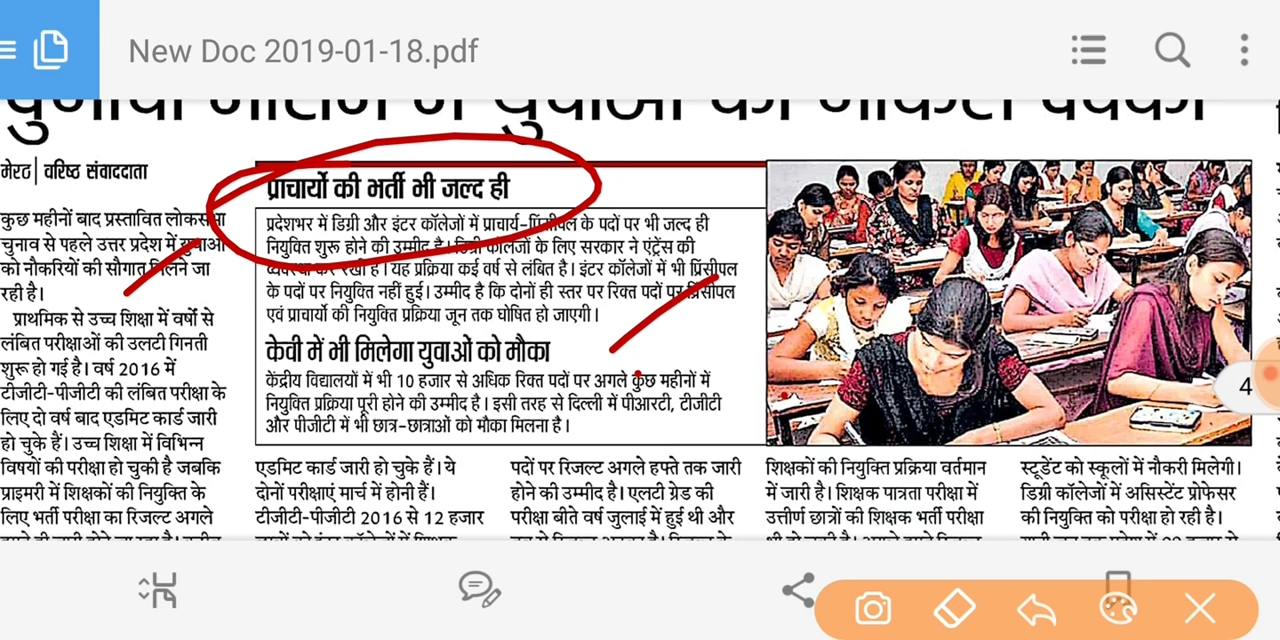 New Doc 2019-01-18.pdf
मेरठ| वरिष्ठ संवाददाता
कुछ महीनों बाद प्रस्तावित लोकसभा
चुनाव से पहले उत्तर प्रदेश में युवाओं
को नौकरियों की सौगात मिलने जा
रही है।
प्राथमिक से उच्च शिक्षा में वर्षों से
लंबित परीक्षाओं की उलटी गिनती
शुरू हो गई है। वर्ष 2016 में
टीजीटी-पीजीटी की लंबित परीक्षा के
लिए दो वर्ष बाद एडमिट कार्ड जारी
हो चुके हैं। उच्च शिक्षा में विभिन्न
विषयों की परीक्षा हो चुकी है जबकि
प्राइमरी में शिक्षकों की नियुक्ति के
लिए भर्ती परीक्षा का रिजल्ट अगले
प्राचार्यो की भर्ती भी जल्द ही
प्रदेशभर में डिग्री और इंटर कॉलेजों में प्राचार्य-प्रिंसीपल के पदों पर भी जल्द ही
नियुक्ति शुरू होने की उम्मीद है। डिग्री कॉलेजों के लिए सरकार ने एंट्रेंस की
व्यवस्था कर रखी है। यह प्रक्रिया कई वर्ष से लंबित है। इंटर कॉलेजों में भी प्रिंसीपल
के पदों पर नियुक्ति नहीं हुई। उम्मीद है कि दोनों ही स्तर पर रिक्त पदों पर प्रिंसीपल
एवं प्राचार्यों की नियुक्ति प्रक्रिया जून तक घोषित हो जाएगी।
केवी में भी मिलेगा युवाओं को मौका
केंद्रीय विद्यालयों में भी 10 हजार से अधिक रिक्त पदों पर अगले कुछ महीनों में
नियुक्ति प्रक्रिया पूरी होने की उम्मीद है। इसी तरह से दिल्ली में पीआरटी, टीजीटी
और पीजीटी में भी छात्र-छात्राओं को मौका मिलना है।
एडमिट कार्ड जारी हो चुके हैं। ये
दोनों परीक्षाएं मार्च में होनी हैं।
टीजीटी-पीजीटी 2016 से 12 हजार
पदों पर रिजल्ट अगले हफ्ते तक जारी
होने की उम्मीद है। एलटी ग्रेड की
परीक्षा बीते वर्ष जुलाई में हुई थी और
शिक्षकों की नियुक्ति प्रक्रिया वर्तमान
में जारी है। शिक्षक पात्रता परीक्षा में
उत्तीर्ण छात्रों की शिक्षक भर्ती परीक्षा
स्टूडेंट को स्कूलों में नौकरी मिलेगी।
डिग्री कॉलेजों में असिस्टेंट प्रोफेसर
की नियुक्ति को परीक्षा हो रही है।
4